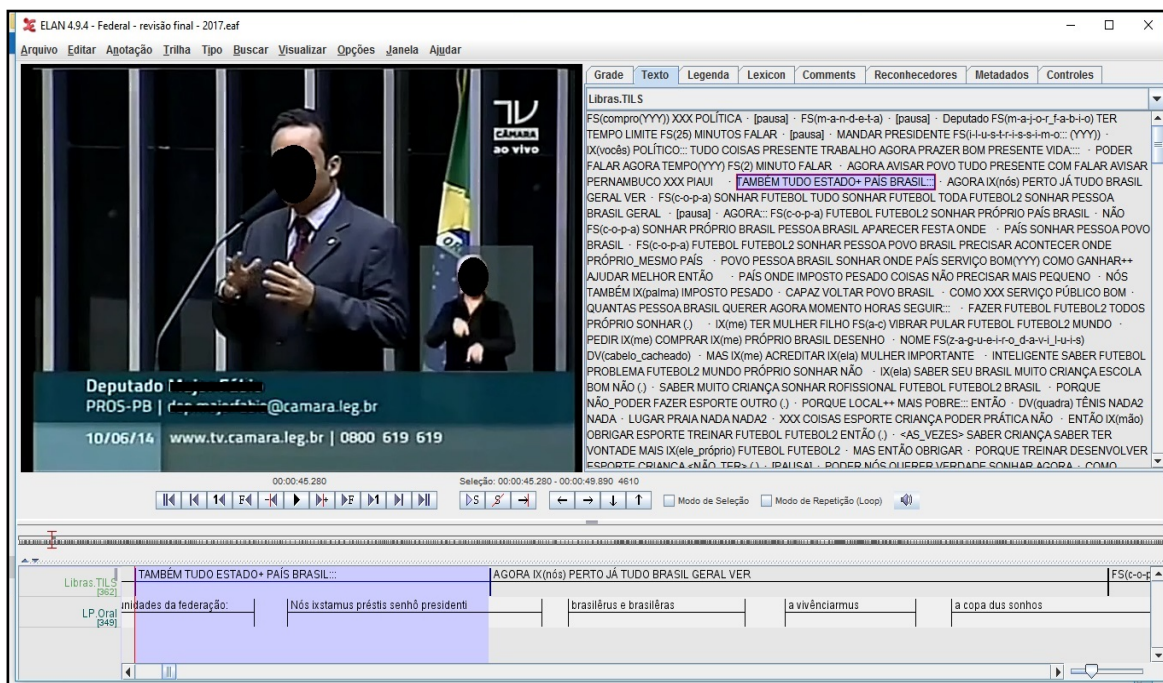 ELAN 4.9.4 - Federal - revisão final - 2017.eaf
Arquivo Editar Anotação Trilha Tipo Buscar Visualizar Opções Janela Ajudar
TV
CÂMARA
ao vivo
Deputado
PROS-PB | @camara.leg.br
10/06/14 www.tv.camara.leg.br | 0800 619 619
Grade Texto Legenda Lexicon Comments Reconhecedores Metadados Controles
Libras.TILS
FS(compro(YYY)) XXX POLÍTICA · [pausa] · FS(m-a-n-d-e-t-a) · [pausa] · Deputado FS(m-a-j-o-r_f-a-b-i-o) TER
TEMPO LIMITE FS(25) MINUTOS FALAR · [pausa] · MANDAR PRESIDENTE FS(i-l-u-s-t-r-i-s-s-i-m-o::: (YYY)) ·
IX(vocês) POLÍTICO::: TUDO COISAS PRESENTE TRABALHO AGORA PRAZER BOM PRESENTE VIDA::: · PODER
FALAR AGORA TEMPO(YYY) FS(2) MINUTO FALAR · AGORA AVISAR POVO TUDO PRESENTE COM FALAR AVISAR
PERNAMBUCO XXX PIAUI · TAMBÉM TUDO ESTADO+ PAÍS BRASIL::: · AGORA IX(nós) PERTO JÁ TUDO BRASIL
GERAL VER · FS(c-o-p-a) SONHAR FUTEBOL TUDO SONHAR FUTEBOL TODA FUTEBOL2 SONHAR PESSOA
BRASIL GERAL · [pausa] · AGORA::: FS(c-o-p-a) FUTEBOL FUTEBOL2 SONHAR PRÓPRIO PAÍS BRASIL · NÃO
FS(c-o-p-a) SONHAR PRÓPRIO BRASIL PESSOA BRASIL APARECER FESTA ONDE · PAÍS SONHAR PESSOA POVO
BRASIL · FS(c-o-p-a) FUTEBOL FUTEBOL2 SONHAR PESSOA POVO BRASIL PRECISAR ACONTECER ONDE
PRÓPRIO_MESMO PAÍS · POVO PESSOA BRASIL SONHAR ONDE PAÍS SERVIÇO BOM(YYY) COMO GANHAR++
AJUDAR MELHOR ENTÃO · PAÍS ONDE IMPOSTO PESADO COISAS NÃO PRECISAR MAIS PEQUENO · NÓS
TAMBÉM IX(palma) IMPOSTO PESADO · CAPAZ VOLTAR POVO BRASIL · COMO XXX SERVIÇO PÚBLICO BOM ·
QUANTAS PESSOA BRASIL QUERER AGORA MOMENTO HORAS SEGUIR::: · FAZER FUTEBOL FUTEBOL2 TODOS
PRÓPRIO SONHAR (.) · IX(me) TER MULHER FILHO FS(a-c) VIBRAR PULAR FUTEBOL FUTEBOL2 MUNDO ·
PEDIR IX(me) COMPRAR IX(me) PRÓPRIO BRASIL DESENHO · NOME FS(z-a-g-u-e-i-r-o_d-a-v-i_l-u-i-s)
DV(cabelo_cacheado) · MAS IX(me) ACREDITAR IX(ela) MULHER IMPORTANTE · INTELIGENTE SABER FUTEBOL
PROBLEMA FUTEBOL2 MUNDO PRÓPRIO SONHAR NÃO · IX(ela) SABER SEU BRASIL MUITO CRIANÇA ESCOLA
BOM NÃO (.) · SABER MUITO CRIANÇA SONHAR ROFISSIONAL FUTEBOL FUTEBOL2 BRASIL · PORQUE
NÃO_PODER FAZER ESPORTE OUTRO (.) · PORQUE LOCAL++ MAIS POBRE::: ENTÃO · DV(quadra) TÊNIS NADA2
NADA · LUGAR PRAIA NADA NADA2 · XXX COISAS ESPORTE CRIANÇA PODER PRÁTICA NÃO · ENTÃO IX(mão)
OBRIGAR ESPORTE TREINAR FUTEBOL FUTEBOL2 ENTÃO (.) · <AS_VEZES> SABER CRIANÇA SABER TER
VONTADE MAIS IX(ele_próprio) FUTEBOL FUTEBOL2 · MAS ENTÃO OBRIGAR · PORQUE TREINAR DESENVOLVER
ESPORTE CRIANÇA <NÃO_TER> (.) · [PAUSA] · PODER NÓS QUERER VERDADE SONHAR AGORA · COMO
00:00:45.280 Seleção: 00:00:45.280 - 00:00:49.890 4610
Modo de Seleção Modo de Repetição (Loop)
Libras.TILS [362] TAMBÉM TUDO ESTADO+ PAÍS BRASIL::: AGORA IX(nós) PERTO JÁ TUDO BRASIL GERAL VER FS(c-o-p
LP.Oral [349] unidades da federação: Nós ixstamus préstis senhô presidenti brasilêrus e brasilêras a vivênciarmus a copa dus sonhos